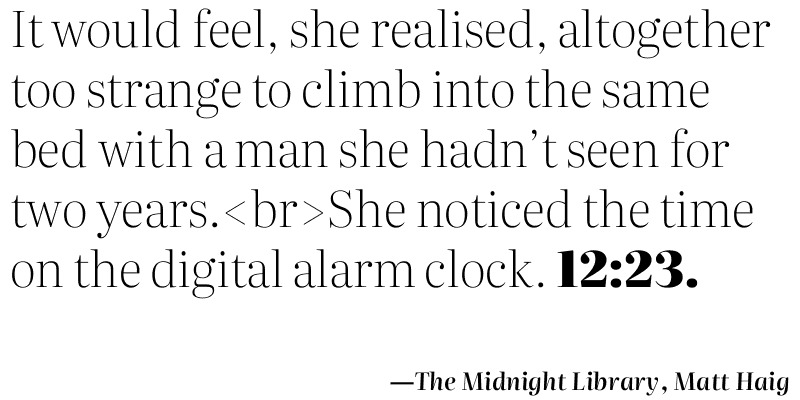 It would feel, she realised, altogether
too strange to climb into the same
bed with a man she hadn’t seen for
two years.<br>She noticed the time
on the digital alarm clock. 12:23.
—The Midnight Library, Matt Haig